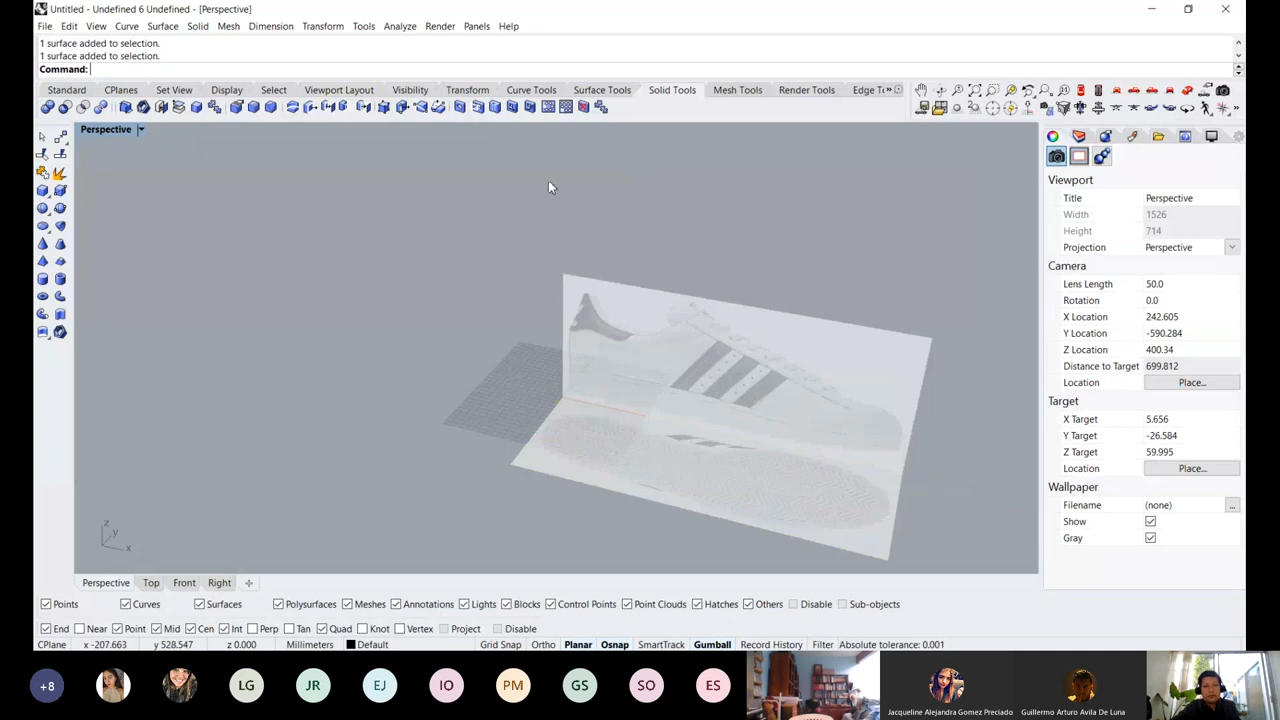 Untitled - Undefined 6 Undefined - [Perspective]
File Edit View Curve Surface Solid Mesh Dimension Transform Tools Analyze Render Panels Help
1 surface added to selection.
1 surface added to selection.
Command:
Standard CPlanes Set View Display Select Viewport Layout Visibility Transform Curve Tools Surface Tools Solid Tools Mesh Tools Render Tools Edge To »
Perspective
Viewport
Title Perspective
Width 1526
Height 714
Projection Perspective
Camera
Lens Length 50.0
Rotation 0.0
X Location 242.605
Y Location -590.284
Z Location 400.34
Distance to Target 699.812
Location Place...
Target
X Target 5.656
Y Target -26.584
Z Target 59.995
Location Place...
Wallpaper
Filename (none) ...
Show
Gray
z
y
x
Perspective Top Front Right
Points Curves Surfaces Polysurfaces Meshes Annotations Lights Blocks Control Points Point Clouds Hatches Others Disable Sub-objects
End Near Point Mid Cen Int Perp Tan Quad Knot Vertex Project Disable
CPlane x -207.663 y 528.547 z 0.000 Millimeters Default Grid Snap Ortho Planar Osnap SmartTrack Gumball Record History Filter Absolute tolerance: 0.001
+8 LG JR EJ IO PM GS SO ES
Jacqueline Alejandra Gomez Preciado Guillermo Arturo Avila De Luna